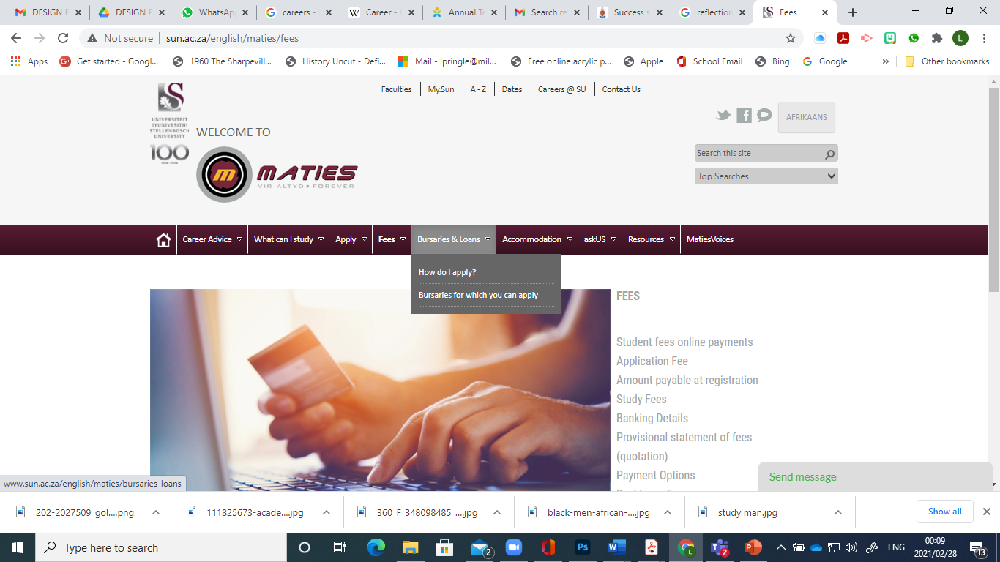 DESIGN P
DESIGN P
WhatsApp
careers -
Career - W
Annual Te
Search re
Success s
reflection
Fees
Not secure
sun.ac.za/english/maties/fees
L
Apps
Get started - Googl...
1960 The Sharpevill...
History Uncut - Defi...
Mail - lpringle@mil...
Free online acrylic p...
Apple
School Email
Bing
Google
»
Other bookmarks
Faculties
My.Sun
A - Z
Dates
Careers @ SU
Contact Us
UNIVERSITEIT
iYUNIVESITHI
STELLENBOSCH
UNIVERSITY
100
1918-2018
AFRIKAANS
WELCOME TO
M MATIES
VIR ALTYD • FOREVER
Search this site
Top Searches
Career Advice
What can I study
Apply
Fees
Bursaries & Loans
Accommodation
askUS
Resources
MatiesVoices
How do I apply?
Bursaries for which you can apply
FEES
Student fees online payments
Application Fee
Amount payable at registration
Study Fees
Banking Details
Provisional statement of fees
(quotation)
Payment Options
Send message
www.sun.ac.za/english/maties/bursaries-loans
202-2027509_gol....png
111825673-acade....jpg
360_F_348098485_....jpg
black-men-african-....jpg
study man.jpg
Show all
Type here to search
2
2
ENG
00:09
2021/02/28
13